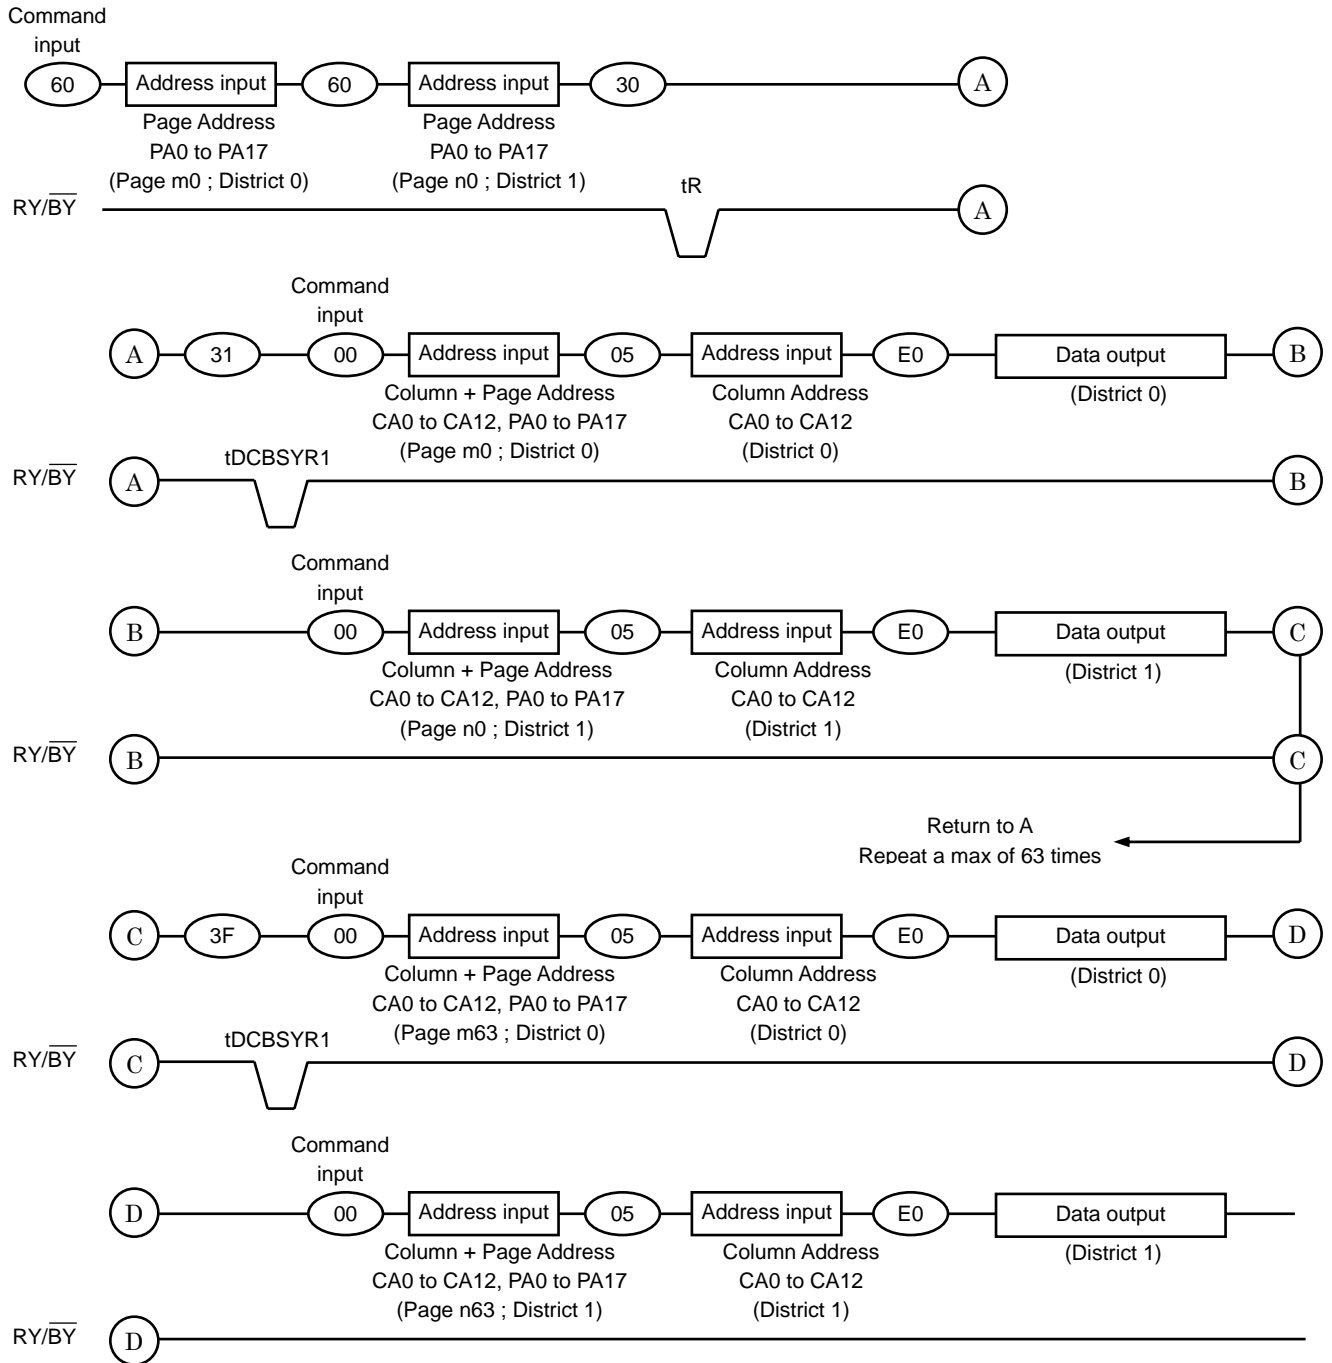 Command
input
60 Address input 60 Address input 30 A
Page Address Page Address
PA0 to PA17 PA0 to PA17
(Page m0 ; District 0) (Page n0 ; District 1)
tR
RY/BY A
Command
input
A 31 00 Address input 05 Address input E0 Data output B
Column + Page Address Column Address (District 0)
CA0 to CA12, PA0 to PA17 CA0 to CA12
(Page m0 ; District 0) (District 0)
tDCBSYR1
RY/BY A B
Command
input
B 00 Address input 05 Address input E0 Data output C
Column + Page Address Column Address (District 1)
CA0 to CA12, PA0 to PA17 CA0 to CA12
(Page n0 ; District 1) (District 1)
RY/BY B C
Return to A
Repeat a max of 63 times
Command
input
C 3F 00 Address input 05 Address input E0 Data output D
Column + Page Address Column Address (District 0)
CA0 to CA12, PA0 to PA17 CA0 to CA12
(Page m63 ; District 0) (District 0)
tDCBSYR1
RY/BY C D
Command
input
D 00 Address input 05 Address input E0 Data output
Column + Page Address Column Address (District 1)
CA0 to CA12, PA0 to PA17 CA0 to CA12
(Page n63 ; District 1) (District 1)
RY/BY D